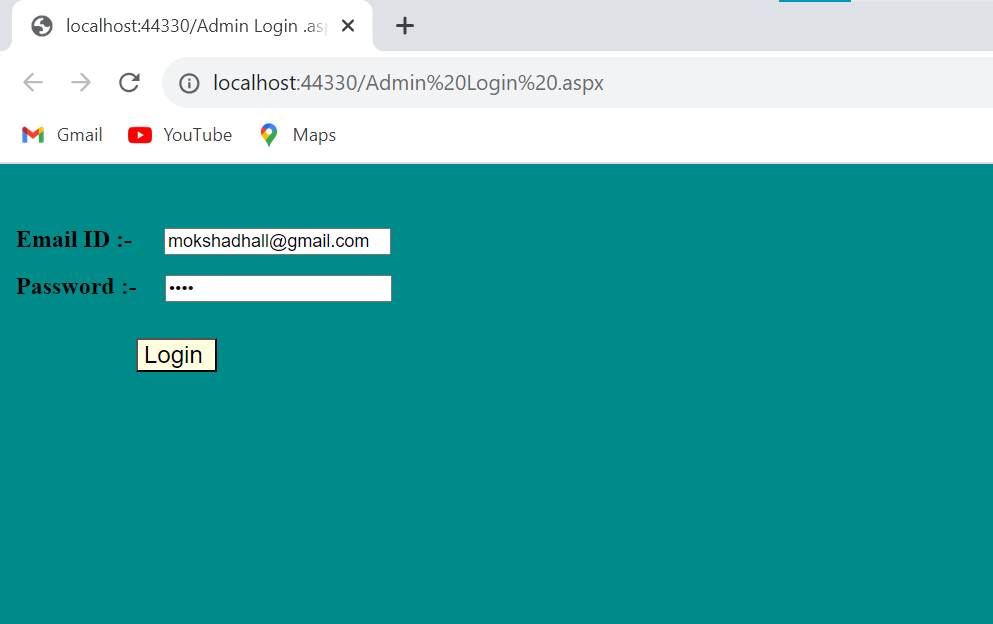 localhost:44330/Admin Login .asp
localhost:44330/Admin%20Login%20.aspx
Gmail YouTube Maps
Email ID :- mokshadhall@gmail.com
Password :- ••••
Login